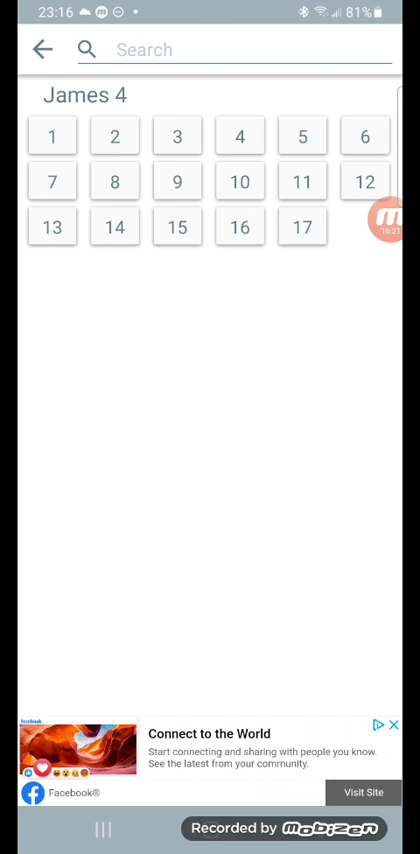 23:16
81%
Search
James 4
1 2 3 4 5 6
7 8 9 10 11 12
13 14 15 16 17
16:21
facebook
Connect to the World
Start connecting and sharing with people you know.
See the latest from your community.
Facebook®
Visit Site
Recorded by mobizen